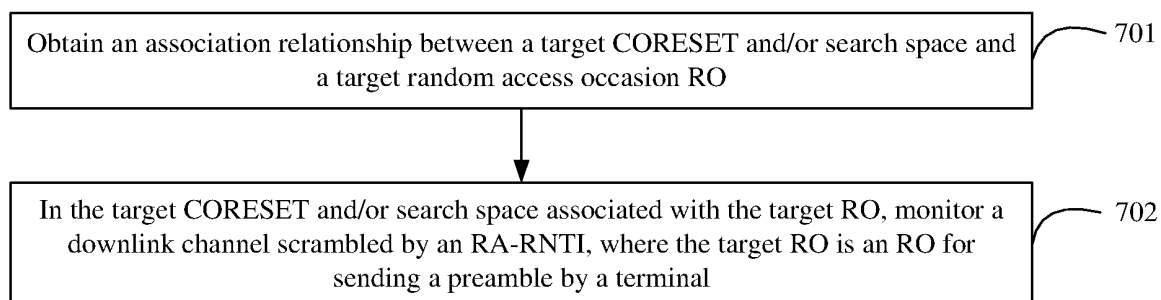 Obtain an association relationship between a target CORESET and/or search space and
a target random access occasion RO
701
In the target CORESET and/or search space associated with the target RO, monitor a
downlink channel scrambled by an RA-RNTI, where the target RO is an RO for
sending a preamble by a terminal
702